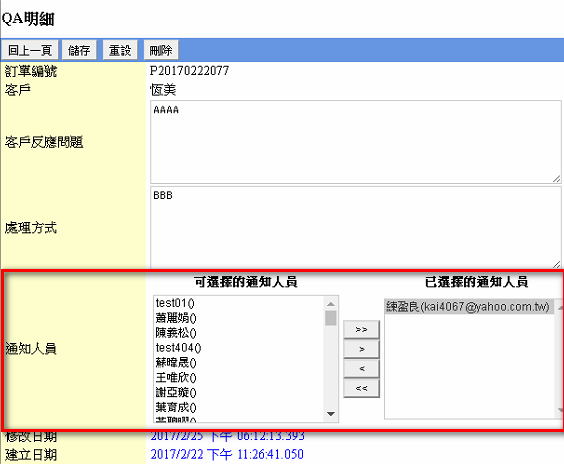 QA明細
回上一頁 儲存 重設 刪除
訂單編號 P20170222077
客戶 恆美
客戶反應問題 AAAA
處理方式 BBB
可選擇的通知人員 已選擇的通知人員
通知人員
test01()
蕭麗娟()
陳義松()
test404()
蘇暐晟()
王唯欣()
謝亞璇()
葉育成()
>>
>
<
<<
練盈良(kai4067@yahoo.com.tw)
修改日期 2017/2/25 下午 06:12:13.393
建立日期 2017/2/22 下午 11:26:41.050